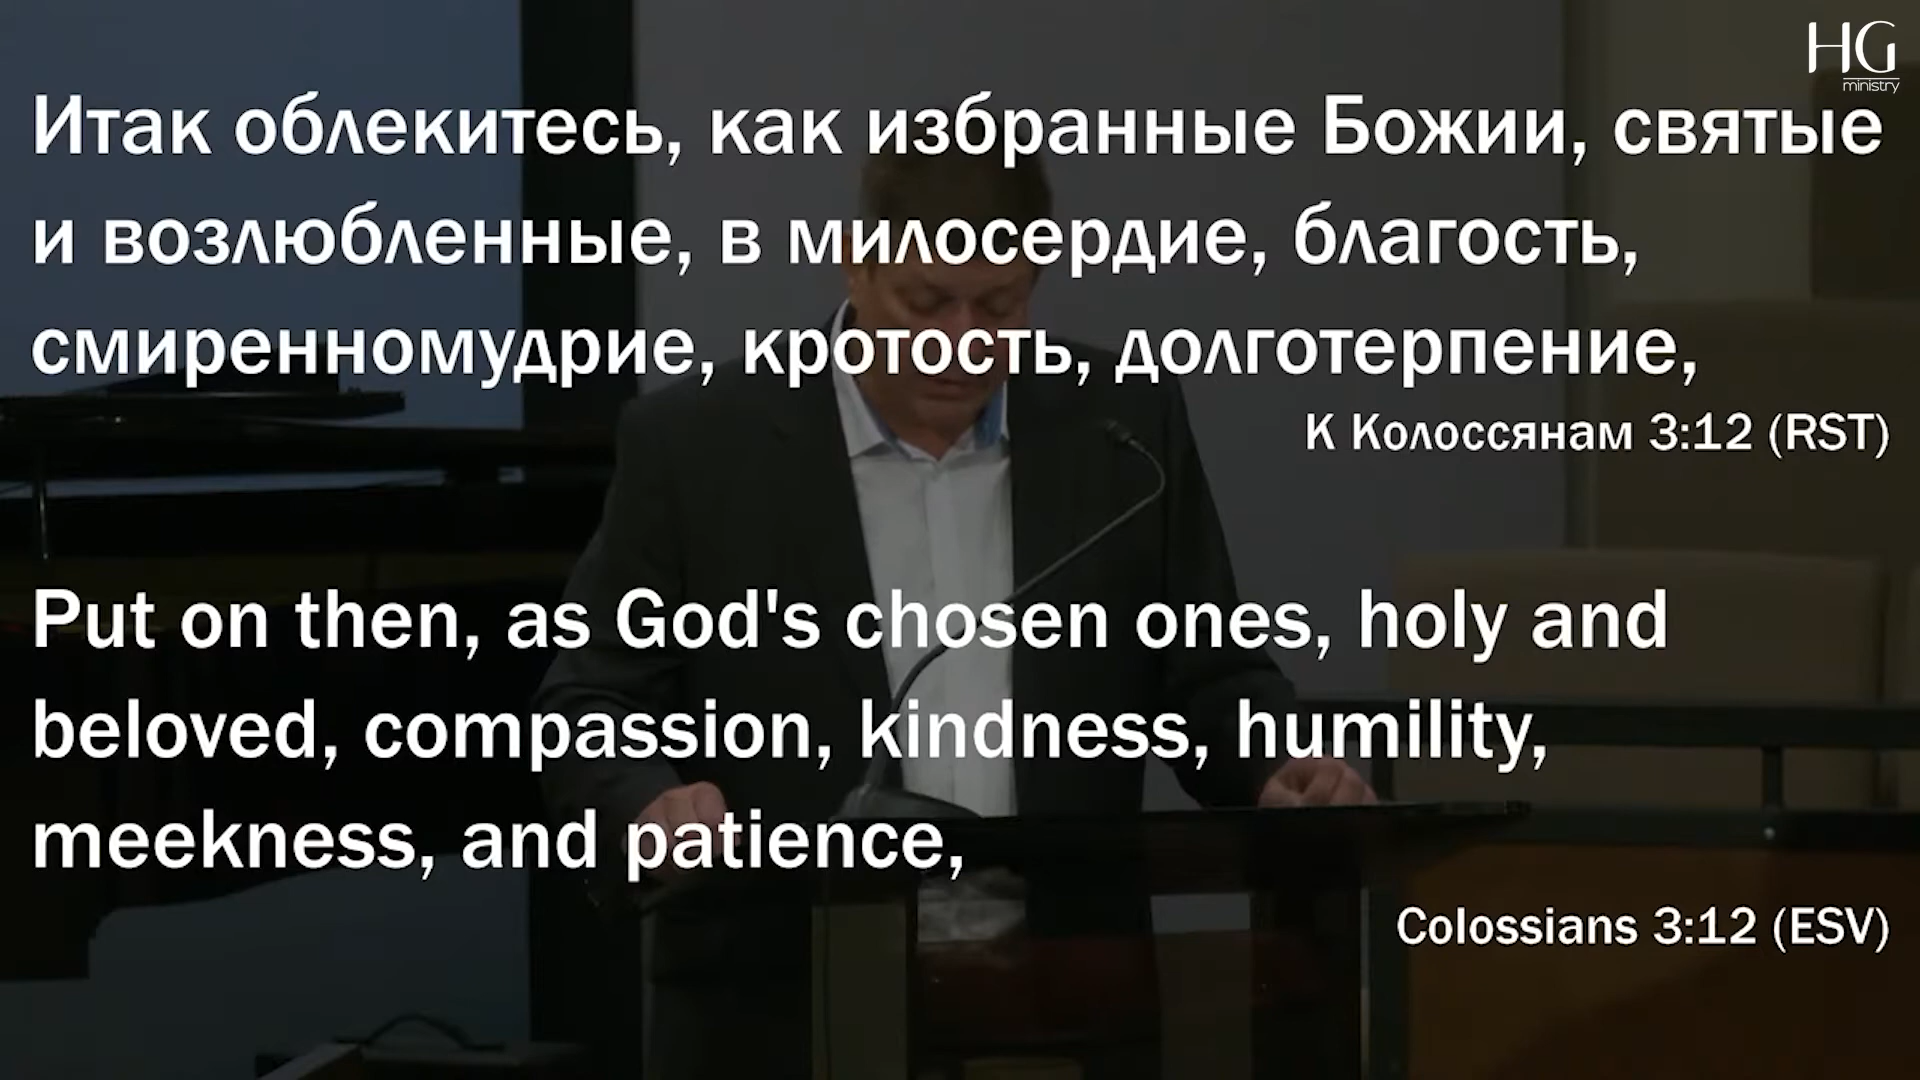 HG
ministry
Итак облекитесь, как избранные Божии, святые
и возлюбленные, в милосердие, благость,
смиренномудрие, кротость, долготерпение,
К Колоссянам 3:12 (RST)
Put on then, as God's chosen ones, holy and
beloved, compassion, kindness, humility,
meekness, and patience,
Colossians 3:12 (ESV)